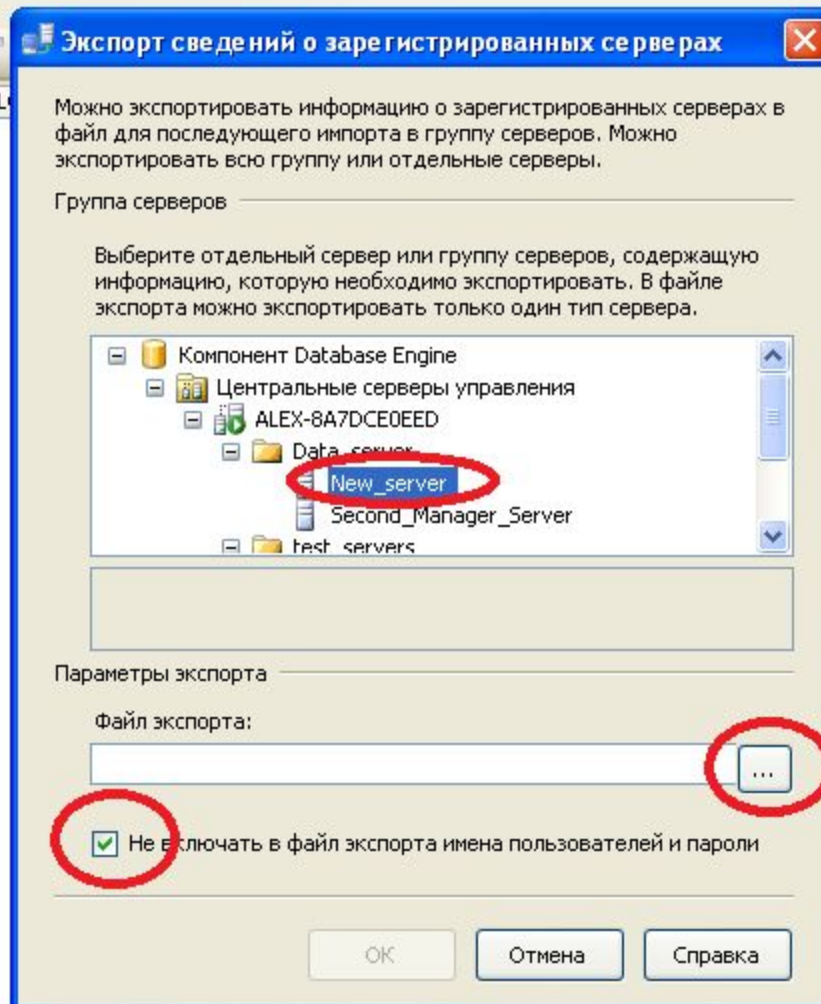 Экспорт сведений о зарегистрированных серверах
Можно экспортировать информацию о зарегистрированных серверах в
файл для последующего импорта в группу серверов. Можно
экспортировать всю группу или отдельные серверы.
Группа серверов
Выберите отдельный сервер или группу серверов, содержащую
информацию, которую необходимо экспортировать. В файле
экспорта можно экспортировать только один тип сервера.
Компонент Database Engine
Центральные серверы управления
ALEX-8A7DCE0EED
Data_server
New_server
Second_Manager_Server
test_servers
Параметры экспорта
Файл экспорта:
...
Не включать в файл экспорта имена пользователей и пароли
ОК
Отмена
Справка